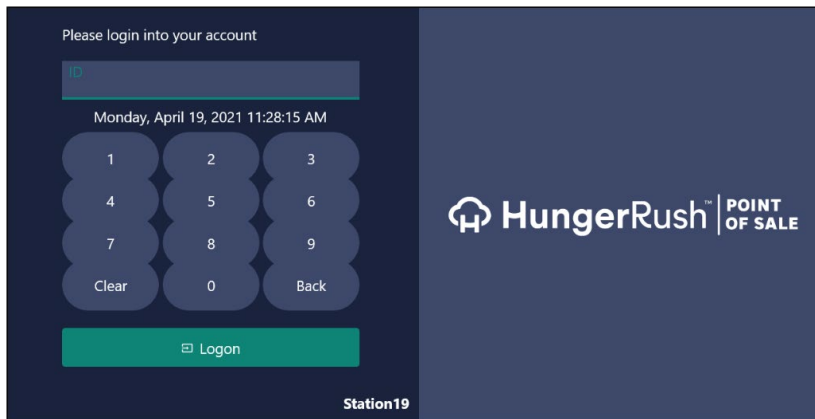 Please login into your account
ID
Monday, April 19, 2021 11:28:15 AM
1 2 3
4 5 6
7 8 9
Clear 0 Back
Logon
Station19
HungerRush™ POINT
OF SALE